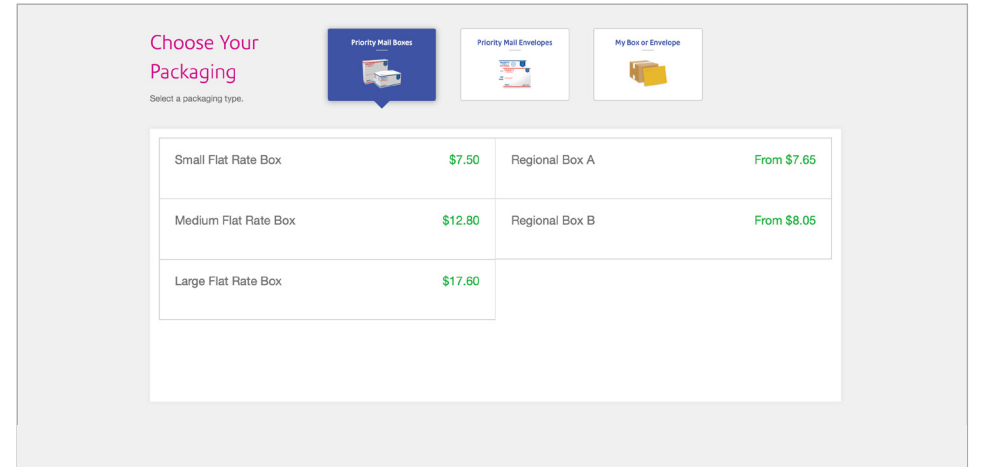 Choose Your
Packaging
Select a packaging type.
Priority Mail Boxes
Priority Mail Envelopes
My Box or Envelope
Small Flat Rate Box $7.50
Regional Box A From $7.65
Medium Flat Rate Box $12.80
Regional Box B From $8.05
Large Flat Rate Box $17.60